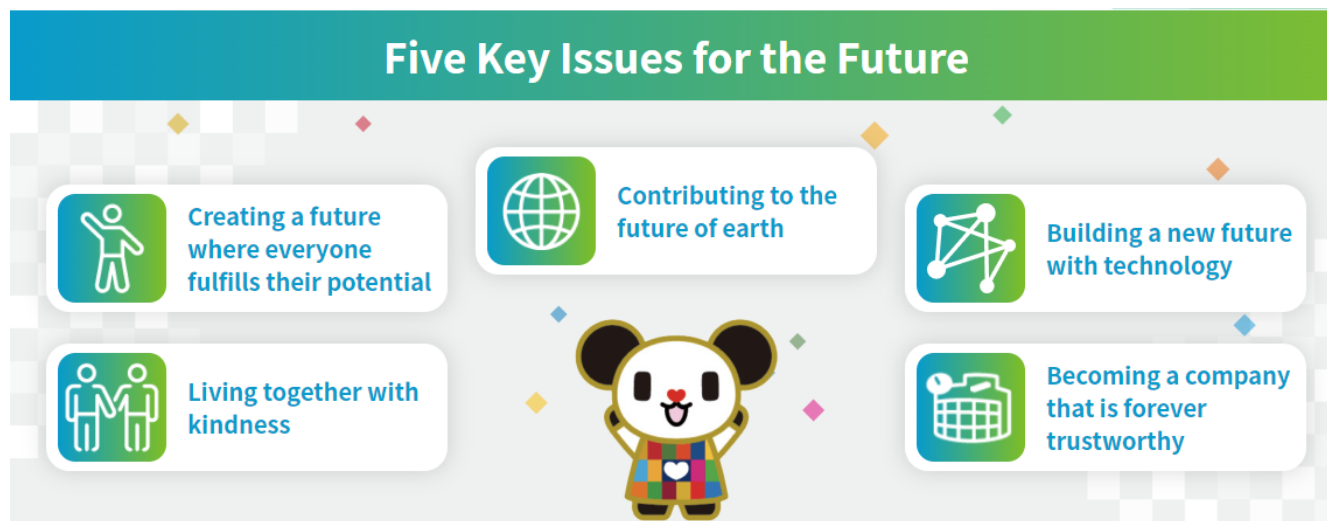 Five Key Issues for the Future
Creating a future
where everyone
fulfills their potential
Living together with
kindness
Contributing to the
future of earth
Building a new future
with technology
Becoming a company
that is forever
trustworthy